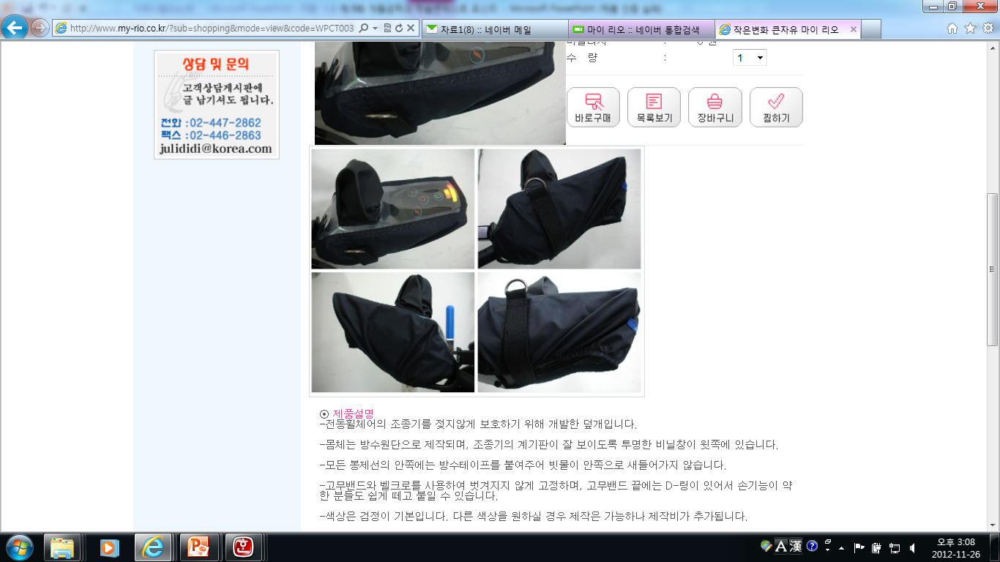 http://www.my-rio.co.kr/?sub=shopping&mode=view&code=WPCT003
자료1(8) :: 네이버 메일
마이 리오 :: 네이버 통합검색
작은변화 큰자유 마이 리오
상담 및 문의
고객상담게시판에
글 남기셔도 됩니다.
전화 :02-447-2862
팩스 :02-446-2863
julididi@korea.com
수 량 : 1
바로구매 목록보기 장바구니 찜하기
제품설명
-전동휠체어의 조종기를 젖지않게 보호하기 위해 개발한 덮개입니다.
-몸체는 방수원단으로 제작되며, 조종기의 계기판이 잘 보이도록 투명한 비닐창이 윗쪽에 있습니다.
-모든 봉제선의 안쪽에는 방수테이프를 붙여주어 빗물이 안쪽으로 새들어가지 않습니다.
-고무밴드와 벨크로를 사용하여 벗겨지지 않게 고정하며, 고무밴드 끝에는 D-링이 있어서 손기능이 약
한 분들도 쉽게 떼고 붙일 수 있습니다.
-색상은 검정이 기본입니다. 다른 색상을 원하실 경우 제작은 가능하나 제작비가 추가됩니다.
A 漢
오후 3:08
2012-11-26